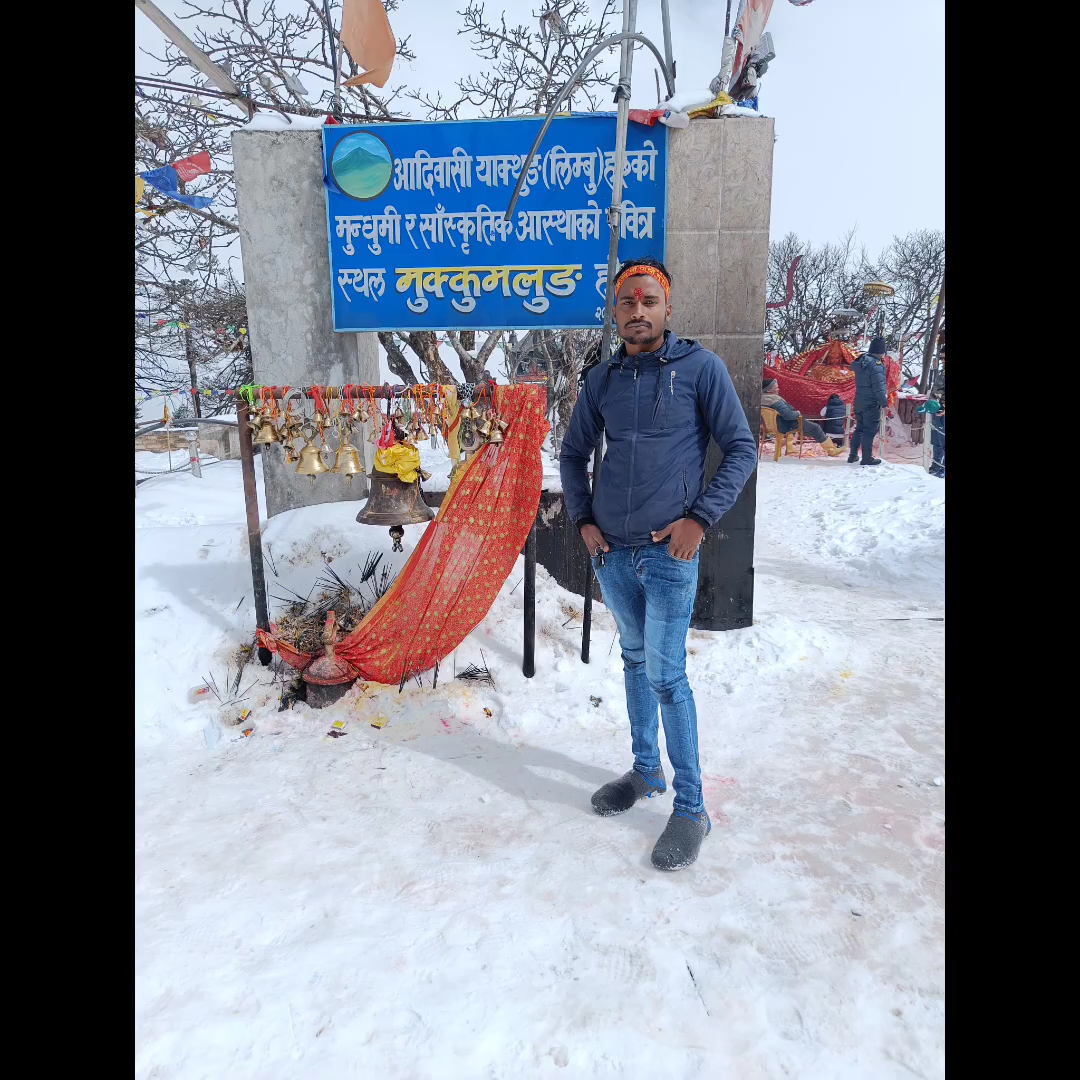 आदिवासी याक्थुङ (लिम्बु) हरुको
मुन्धुमी र साँस्कृतिक आस्थाको पवित्र
स्थल मुक्कुमलुङ